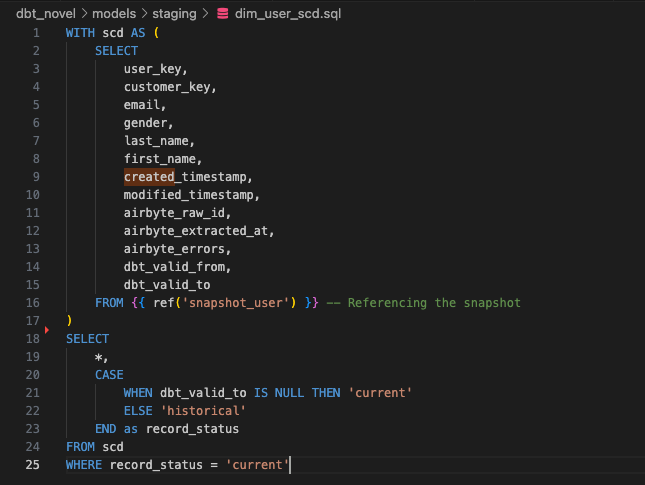 dbt_novel > models > staging > dim_user_scd.sql
1 WITH scd AS (
2     SELECT
3         user_key,
4         customer_key,
5         email,
6         gender,
7         last_name,
8         first_name,
9         created_timestamp,
10         modified_timestamp,
11         airbyte_raw_id,
12         airbyte_extracted_at,
13         airbyte_errors,
14         dbt_valid_from,
15         dbt_valid_to
16     FROM {{ ref('snapshot_user') }} -- Referencing the snapshot
17 )
18 SELECT
19     *,
20     CASE
21         WHEN dbt_valid_to IS NULL THEN 'current'
22         ELSE 'historical'
23     END as record_status
24 FROM scd
25 WHERE record_status = 'current'